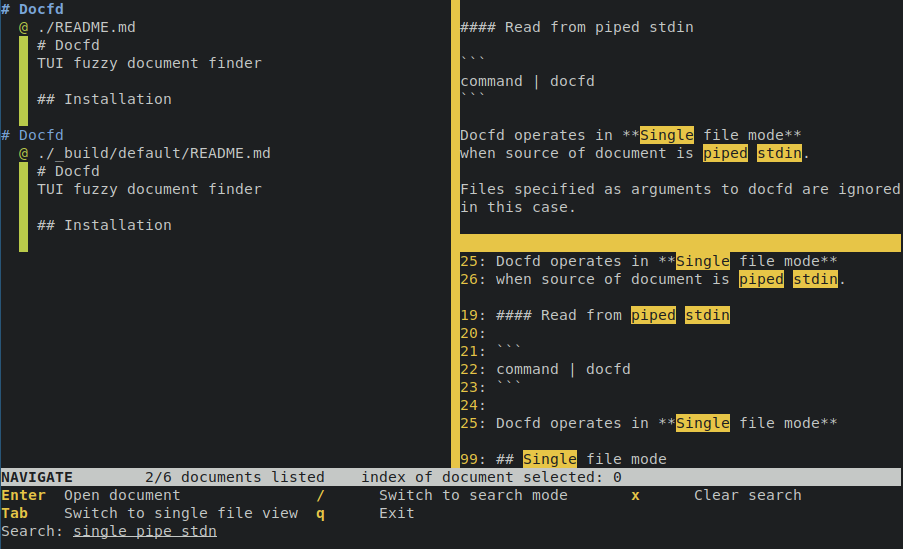 # Docfd
@ ./README.md
# Docfd
TUI fuzzy document finder
## Installation
# Docfd
@ ./_build/default/README.md
# Docfd
TUI fuzzy document finder
## Installation
#### Read from piped stdin
```
command | docfd
```
Docfd operates in **Single file mode**
when source of document is piped stdin.
Files specified as arguments to docfd are ignored
in this case.
25: Docfd operates in **Single file mode**
26: when source of document is piped stdin.
19: #### Read from piped stdin
20:
21: ```
22: command | docfd
23: ```
24:
25: Docfd operates in **Single file mode**
99: ## Single file mode
NAVIGATE 2/6 documents listed index of document selected: 0
Enter Open document / Switch to search mode x Clear search
Tab Switch to single file view q Exit
Search: single pipe stdn